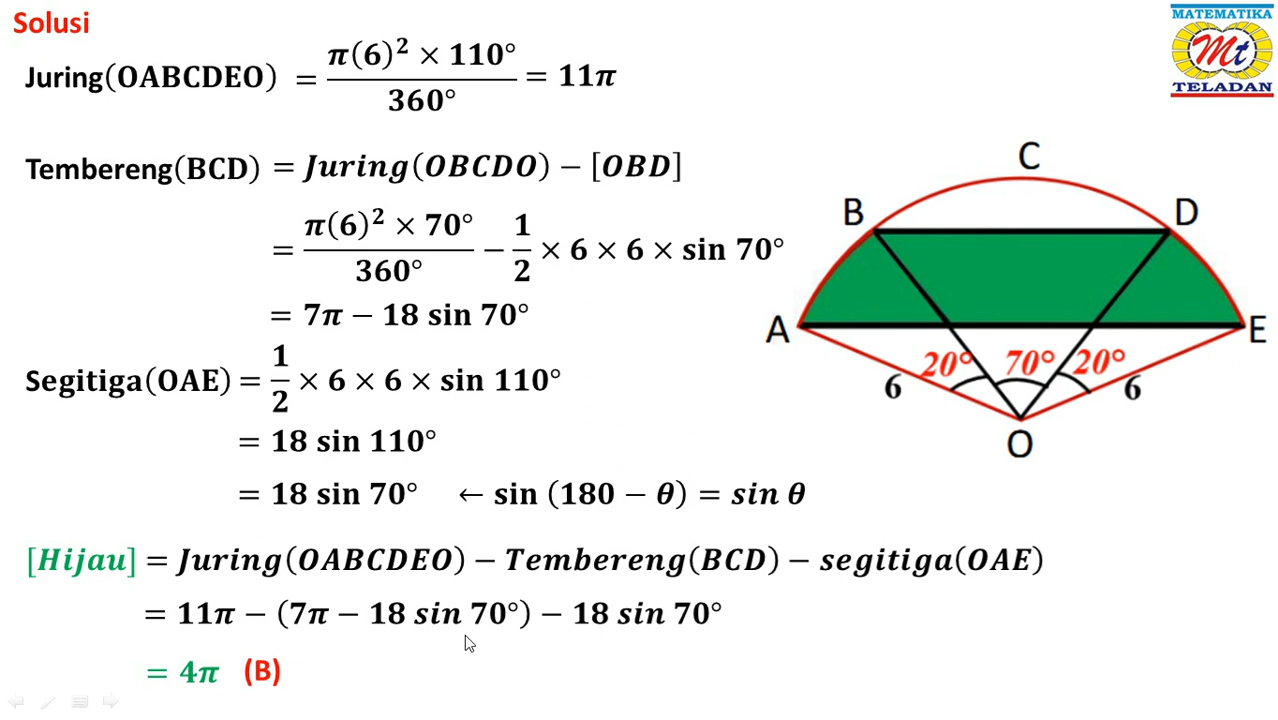 Solusi
MATEMATIKA
Mt
TELADAN
Juring(OABCDEO) = π(6)² × 110° / 360° = 11π
Tembereng(BCD) = Juring(OBCDO) − [OBD]
= π(6)² × 70° / 360° − 1/2 × 6 × 6 × sin 70°
= 7π − 18 sin 70°
Segitiga(OAE) = 1/2 × 6 × 6 × sin 110°
= 18 sin 110°
= 18 sin 70° ← sin (180 − θ) = sin θ
[Hijau] = Juring(OABCDEO) − Tembereng(BCD) − segitiga(OAE)
= 11π − (7π − 18 sin 70°) − 18 sin 70°
= 4π (B)
C
B D
A E
20° 70° 20°
6 6
O